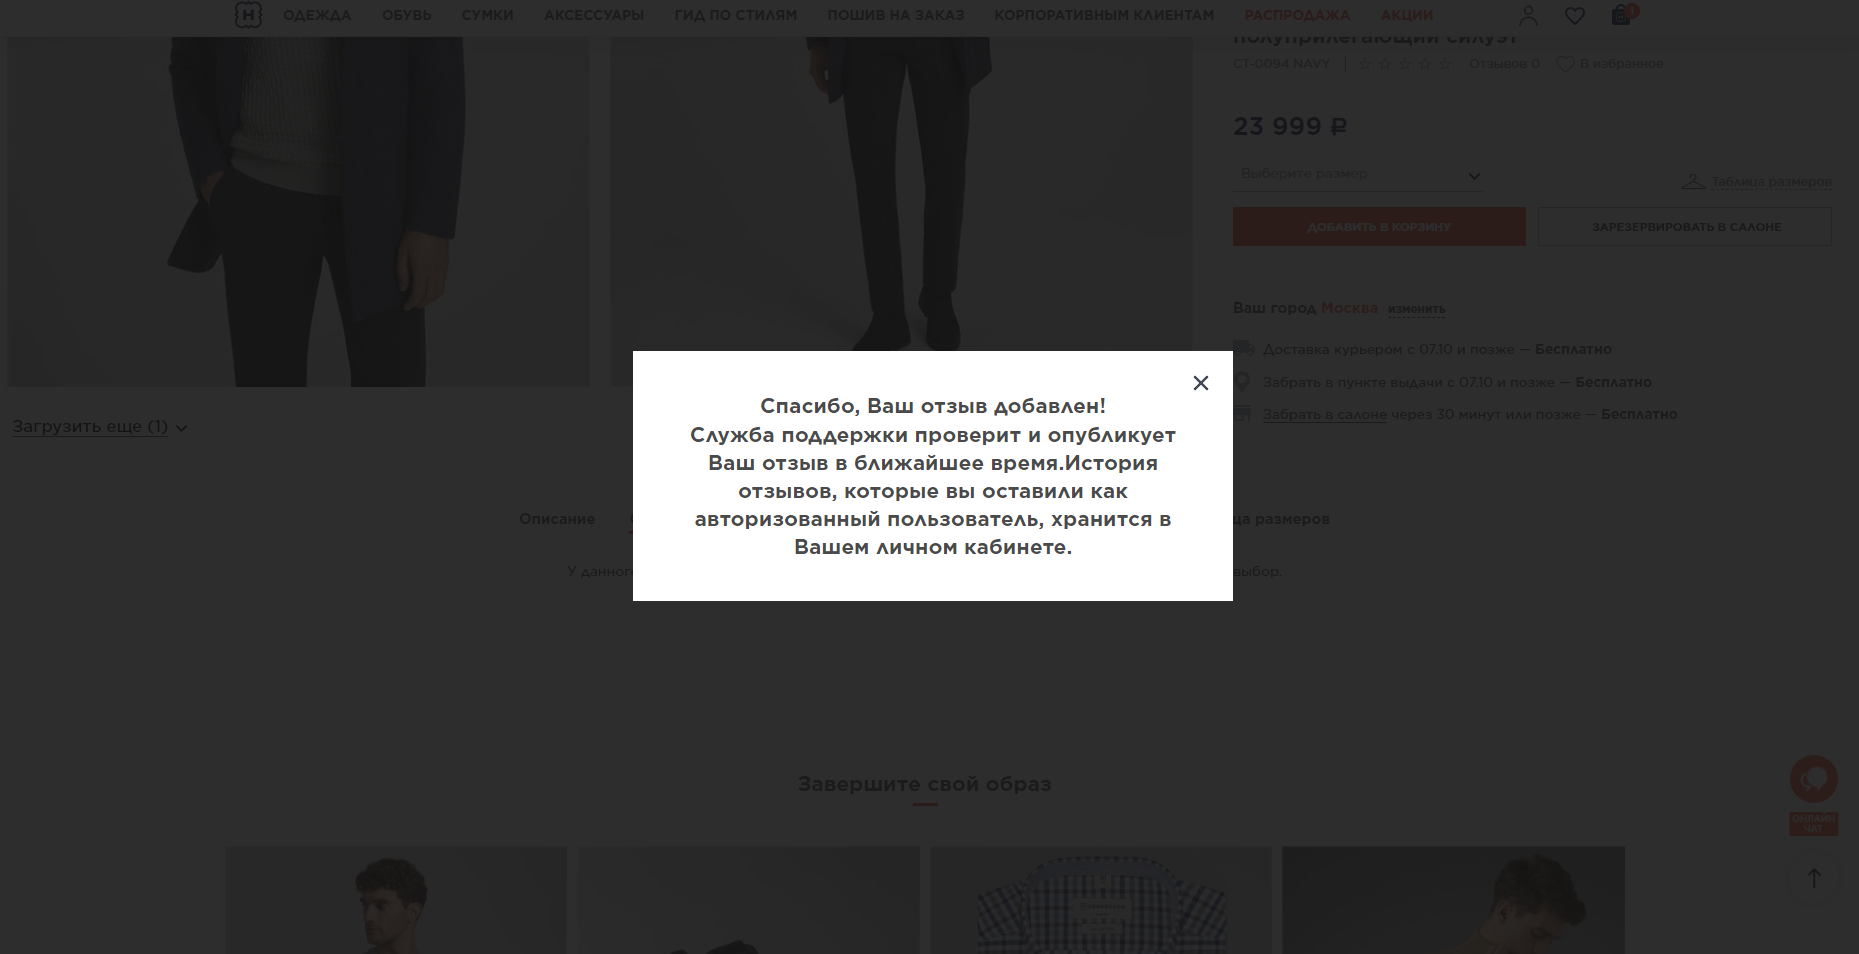 ОДЕЖДА ОБУВЬ СУМКИ АКСЕССУАРЫ ГИД ПО СТИЛЯМ ПОШИВ НА ЗАКАЗ КОРПОРАТИВНЫМ КЛИЕНТАМ РАСПРОДАЖА АКЦИИ
1
полуприлегающий силуэт
CT-0094 NAVY Отзывов 0 В избранное
23 999 ₽
Выберите размер
Таблица размеров
ДОБАВИТЬ В КОРЗИНУ
ЗАРЕЗЕРВИРОВАТЬ В САЛОНЕ
Ваш город Москва изменить
Доставка курьером с 07.10 и позже — Бесплатно
Забрать в пункте выдачи с 07.10 и позже — Бесплатно
Забрать в салоне через 30 минут или позже — Бесплатно
Загрузить еще (1)
Спасибо, Ваш отзыв добавлен!
Служба поддержки проверит и опубликует
Ваш отзыв в ближайшее время.История
отзывов, которые вы оставили как
авторизованный пользователь, хранится в
Вашем личном кабинете.
Описание
размеров
У
выбор.
Завершите свой образ
ОНЛАЙН
ЧАТ